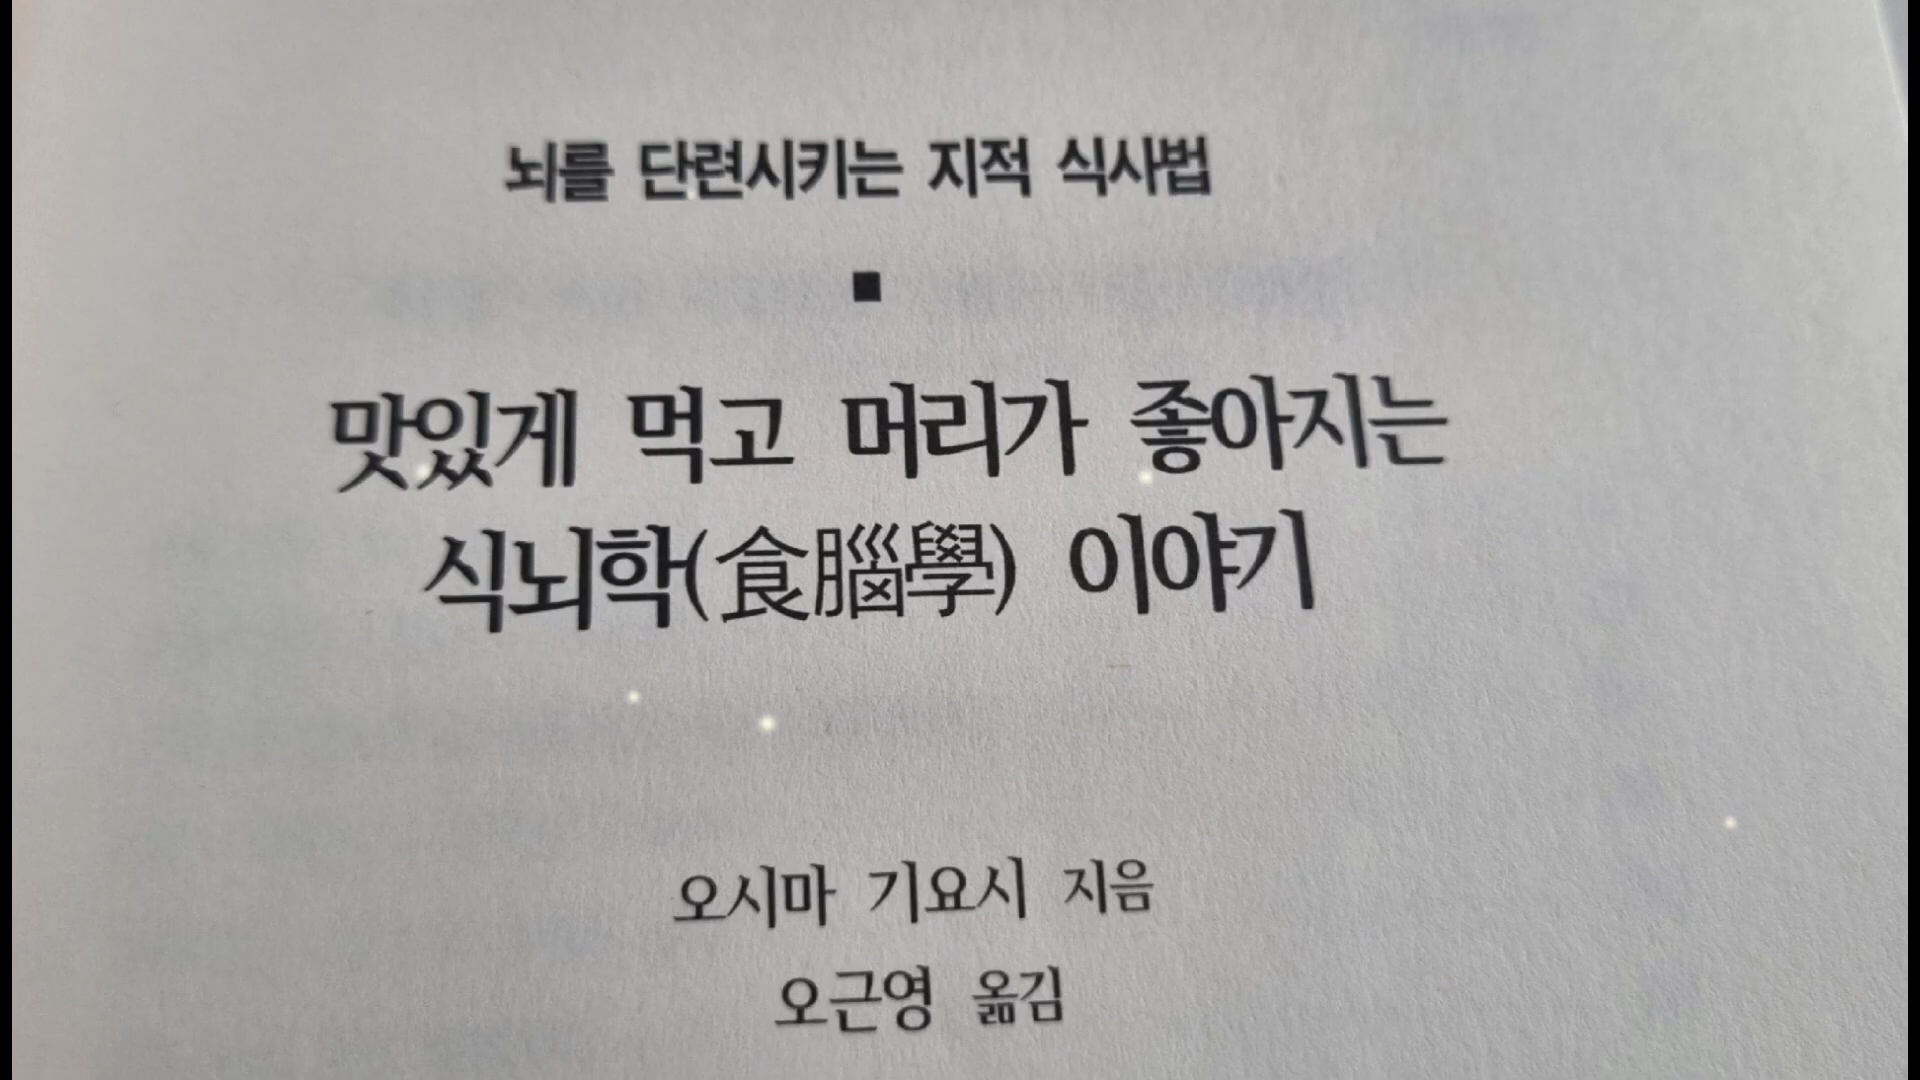 뇌를 단련시키는 지적 식사법
■
맛있게 먹고 머리가 좋아지는
식뇌학(食腦學) 이야기
오시마 기요시 지음
오근영 옮김